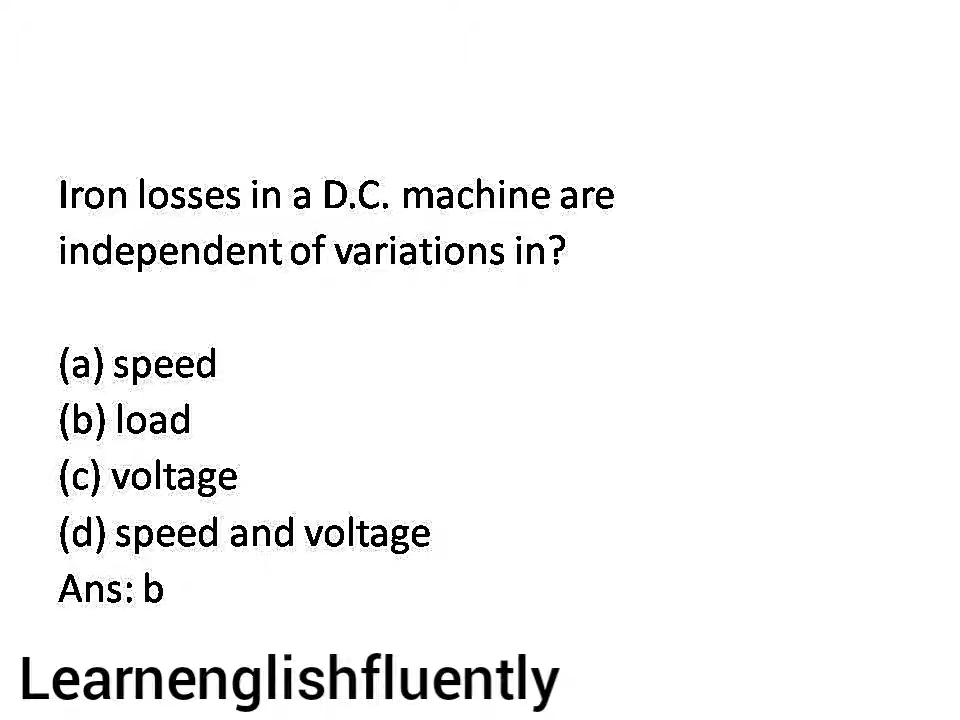 Iron losses in a D.C. machine are
independent of variations in?
(a) speed
(b) load
(c) voltage
(d) speed and voltage
Ans: b
Learnenglishfluently